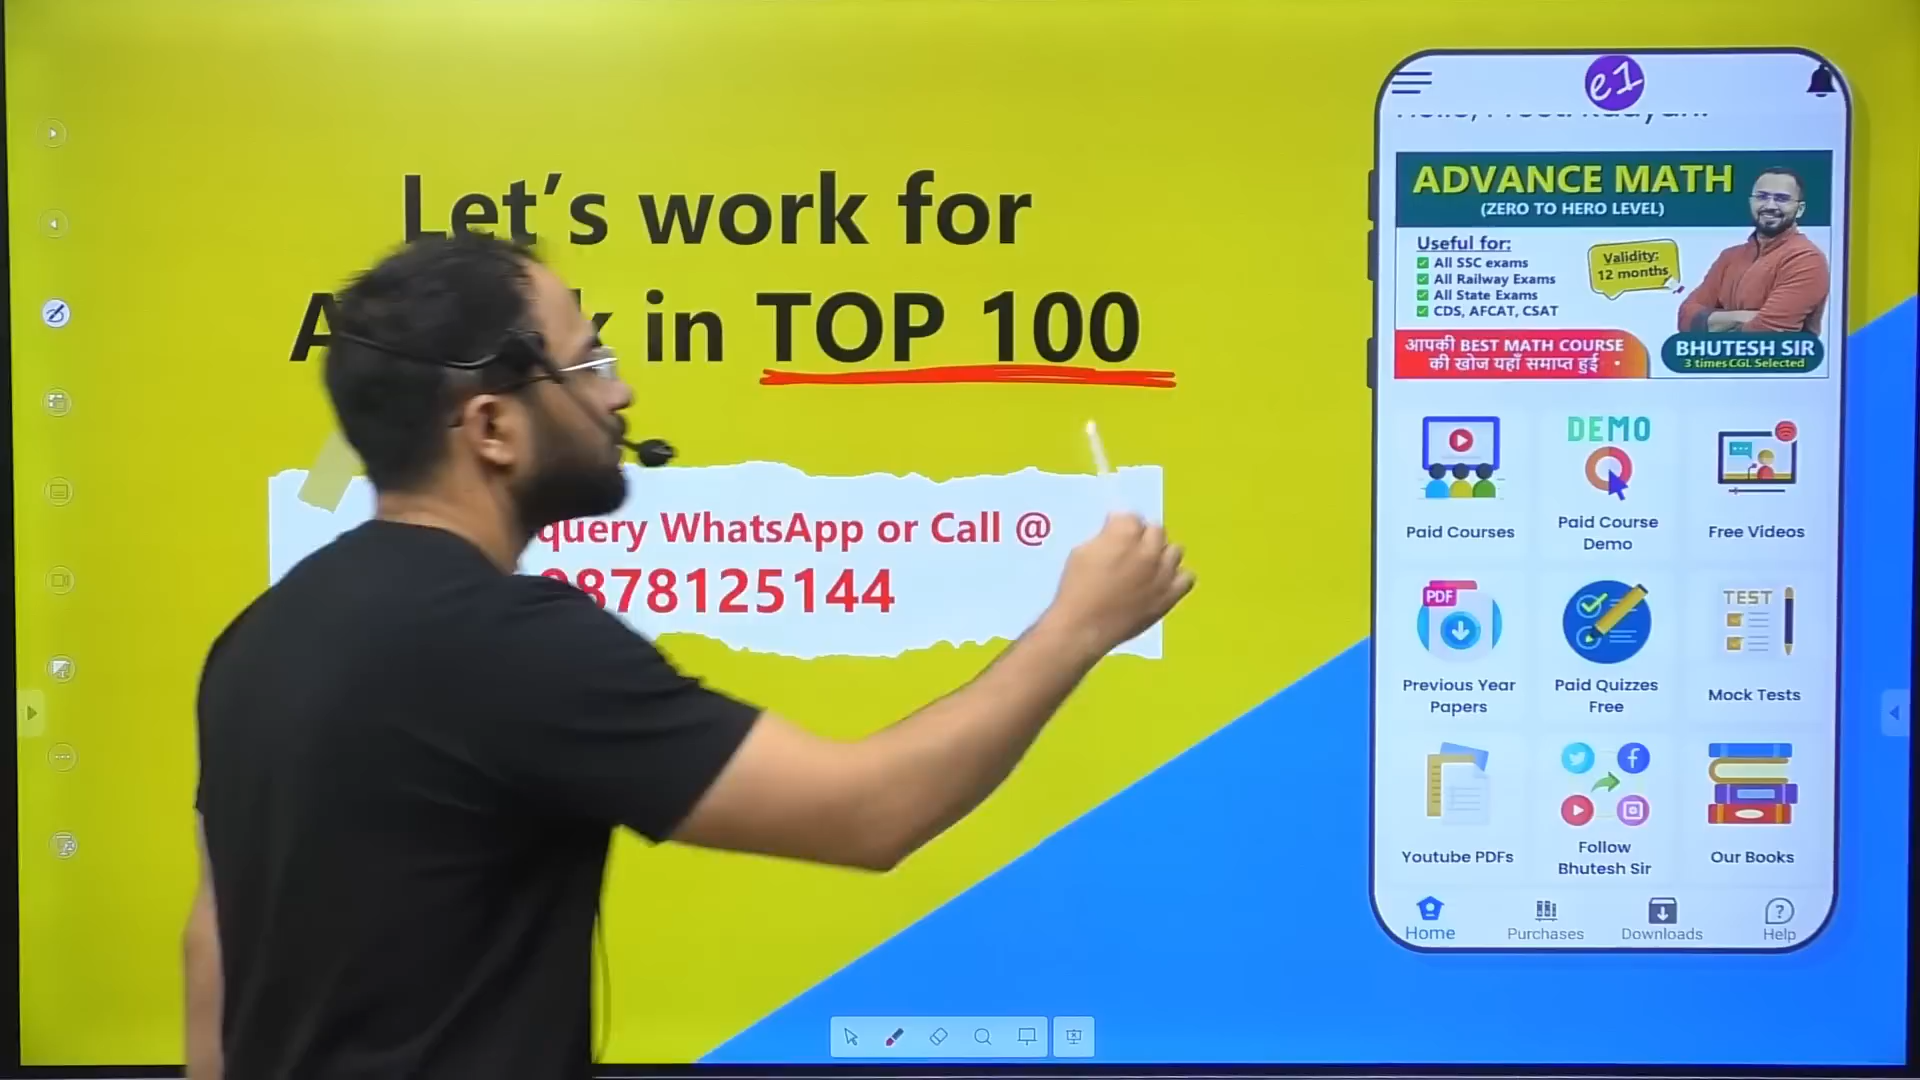 Let's work for
in TOP 100
query WhatsApp or Call @
9878125144
e1
ADVANCE MATH
(ZERO TO HERO LEVEL)
Useful for:
All SSC exams
All Railway Exams
All State Exams
CDS, AFCAT, CSAT
Validity:
12 months
आपकी BEST MATH COURSE
की खोज यहाँ समाप्त हुई
BHUTESH SIR
3 times CGL Selected
DEMO
Paid Courses
Paid Course
Demo
Free Videos
PDF
TEST
Previous Year
Papers
Paid Quizzes
Free
Mock Tests
Youtube PDFs
Follow
Bhutesh Sir
Our Books
Home
Purchases
Downloads
Help